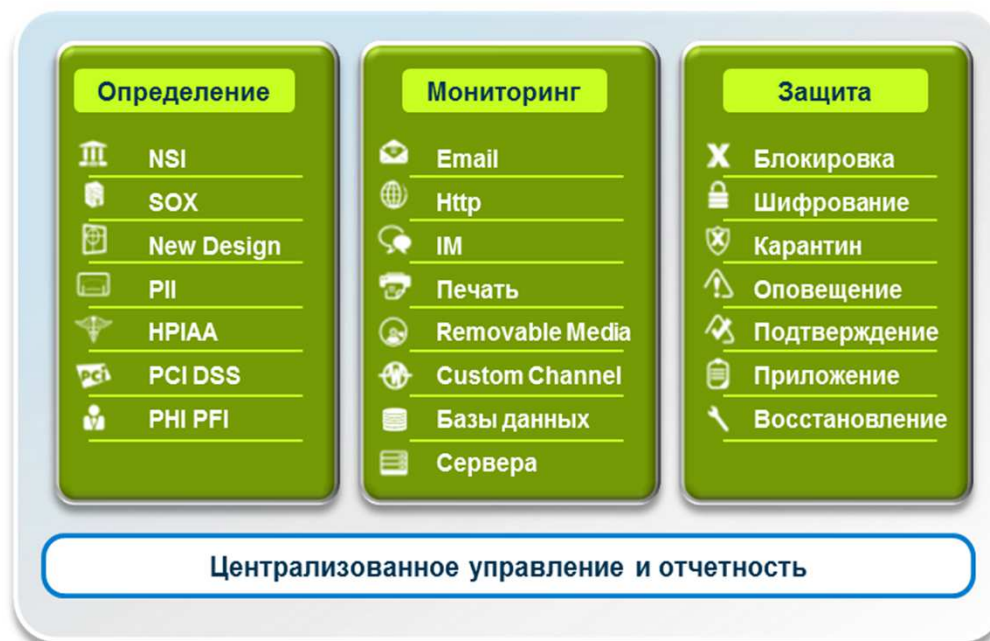 Определение
NSI
SOX
New Design
PII
HPIAA
PCI DSS
PHI PFI
Мониторинг
Email
Http
IM
Печать
Removable Media
Custom Channel
Базы данных
Сервера
Защита
Блокировка
Шифрование
Карантин
Оповещение
Подтверждение
Приложение
Восстановление
Централизованное управление и отчетность